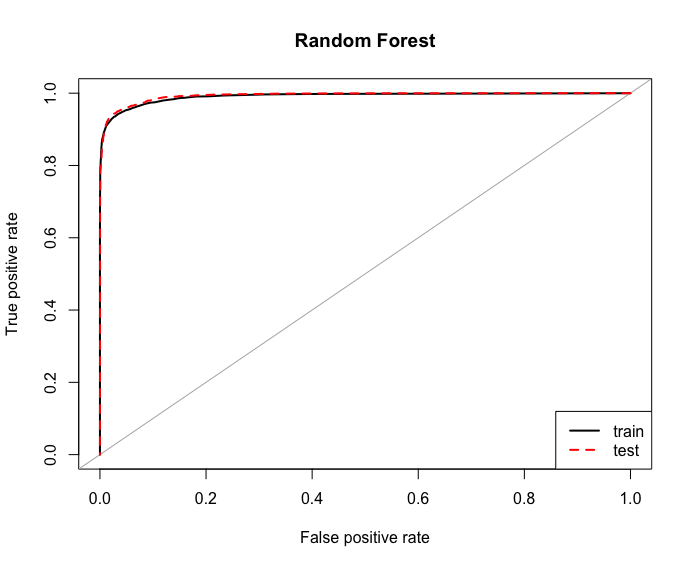 Random Forest
True positive rate
1.0
0.8
0.6
0.4
0.2
0.0
train
test
0.0 0.2 0.4 0.6 0.8 1.0
False positive rate